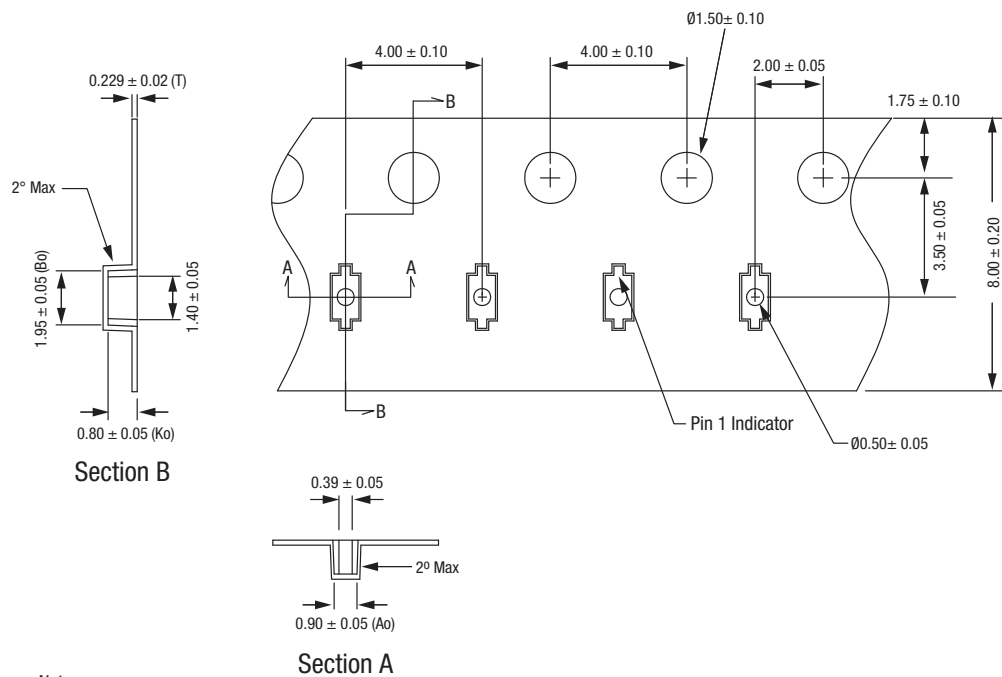 Ø1.50± 0.10
4.00 ± 0.10
4.00 ± 0.10
2.00 ± 0.05
0.229 ± 0.02 (T)
1.75 ± 0.10
B
2° Max
3.50 ± 0.05
8.00 ± 0.20
A
A
1.95 ± 0.05 (Bo)
1.40 ± 0.05
B
Pin 1 Indicator
0.80 ± 0.05 (Ko)
Ø0.50± 0.05
Section B
0.39 ± 0.05
2º Max
0.90 ± 0.05 (Ao)
Section A